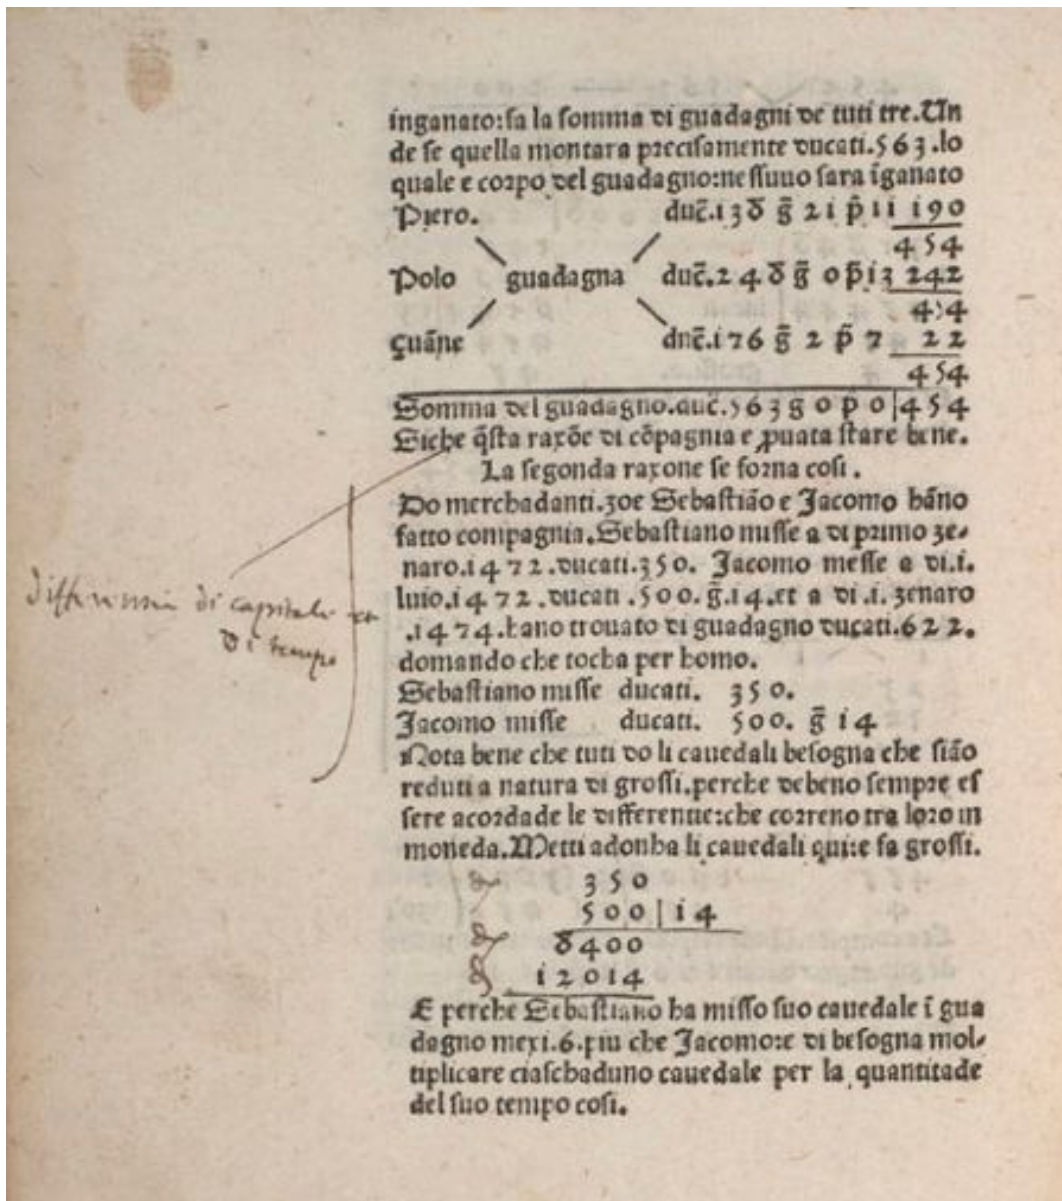 inganato:fa la somma di guadagni de tuti tre.Un
de se quella montara precisamente ducati.563.lo
quale e corpo del guadagno:nessuno sara īganato
Piero. duc̄.138 ḡ 21 p̄ 11 190
454
Polo guadagna duc̄.248 ḡ 0 p̄ 13 242
454
Çuāne duc̄.176 ḡ 2 p̄ 7 22
454
Somma del guadagno.duc̄.563 g 0 p̄ 0|454
Siche q̄sta raxōe di cōpagnia e ꝓuata stare bene.
La segonda raxone se forna cosi.
Do merchadanti.zoe Sebastiāo e Jacomo hāno
fatto compagnia.Sebastiano misse a di primo ze-
naro.1472.ducati.350. Jacomo messe a di.i.
luio.1472.ducati.500.ḡ.14.et a di.i.zenaro
.1474.hano trouato di guadagno ducati.622.
domando che tocha per homo.
Sebastiano misse ducati. 350.
Jacomo misse ducati. 500. ḡ 14
Nota bene che tuti do li cauedali besogna che siāo
reduti a natura di grossi.perche debeno sempre es
sere acordade le differentie:che correno tra loro in
moneda.Metti adonha li cauedali qui:e fa grossi.
350
500|14
8400
12014
E perche Sebastiano ha misso suo cauedale ī gua
dagno mexi.6.piu che Jacomo:e di besogna mol-
tiplicare ciaschaduno cauedale per la quantitade
del suo tempo cosi.
di capitali
di tempo